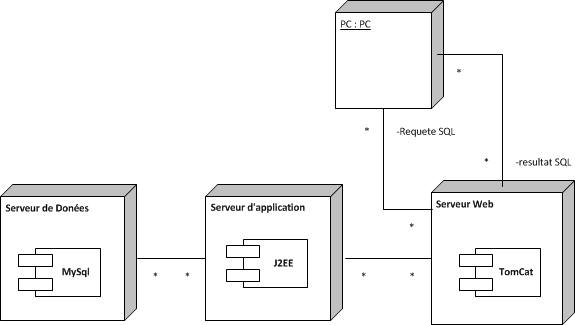 PC : PC
*
*
-Requete SQL
*
-resultat SQL
Serveur de Donées
Serveur d'application
Serveur Web
*
MySql
J2EE
TomCat
*
*
*
*